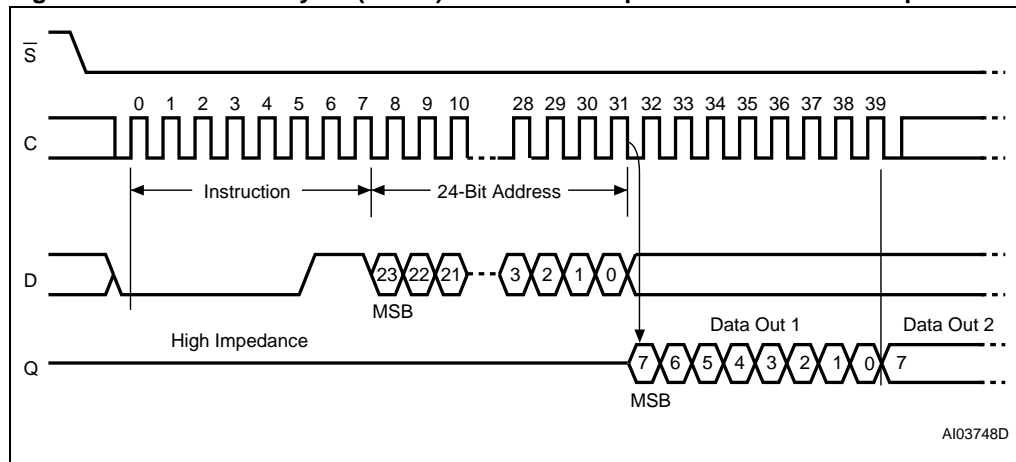 S
0 1 2 3 4 5 6 7 8 9 10 28 29 30 31 32 33 34 35 36 37 38 39
C
Instruction 24-Bit Address
D 23 22 21 3 2 1 0
MSB
High Impedance Data Out 1 Data Out 2
Q 7 6 5 4 3 2 1 0 7
MSB
AI03748D